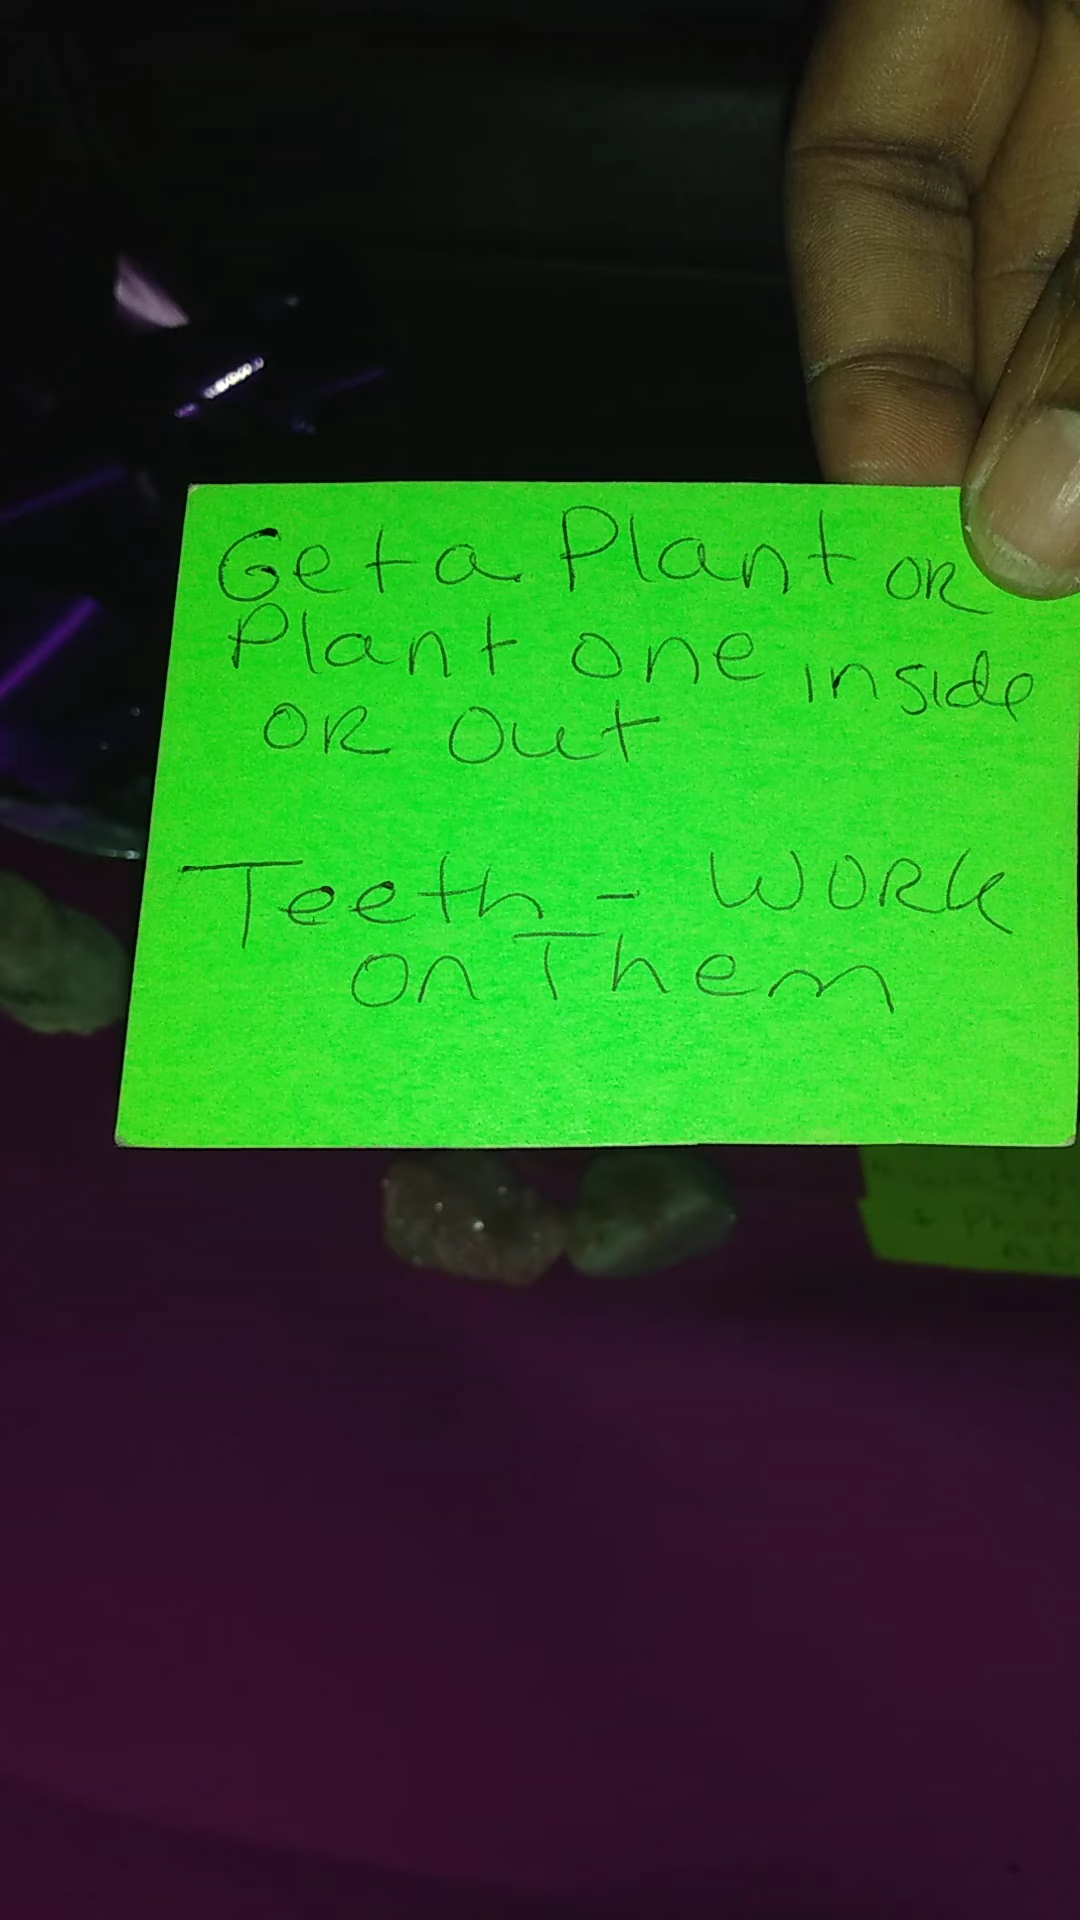 Get a Plant OR
Plant one inside
OR Out
Teeth - WORK
on Them